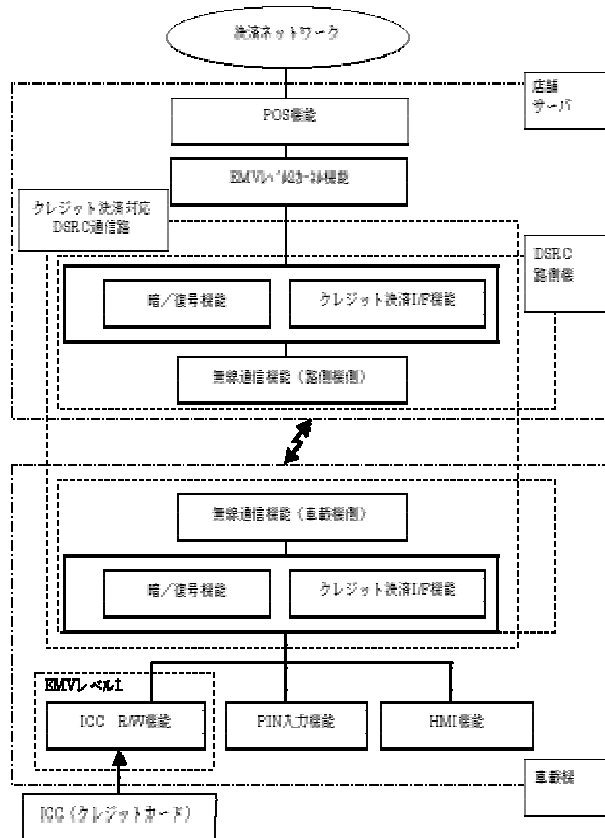 決済ネットワーク
店舗
サーバ
POS機能
EMVレベル2カーネル機能
クレジット決済対応
DSRC通信路
DSRC
路側機
暗/復号機能
クレジット決済I/F機能
無線通信機能(路側機側)
無線通信機能(車載機側)
暗/復号機能
クレジット決済I/F機能
EMVレベル1
ICC R/W機能
PIN入力機能
HMI機能
車載機
ICC(クレジットカード)